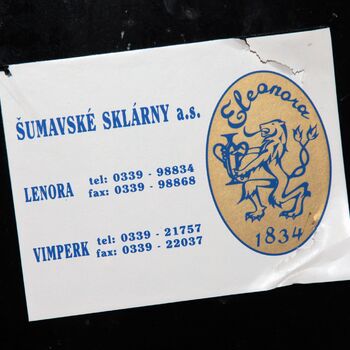 ŠUMAVSKÉ SKLÁRNY a.s.
LENORA
tel: 0339 - 98834
fax: 0339 - 98868
VIMPERK
tel: 0339 - 21757
fax: 0339 - 22037
Eleonora
1834